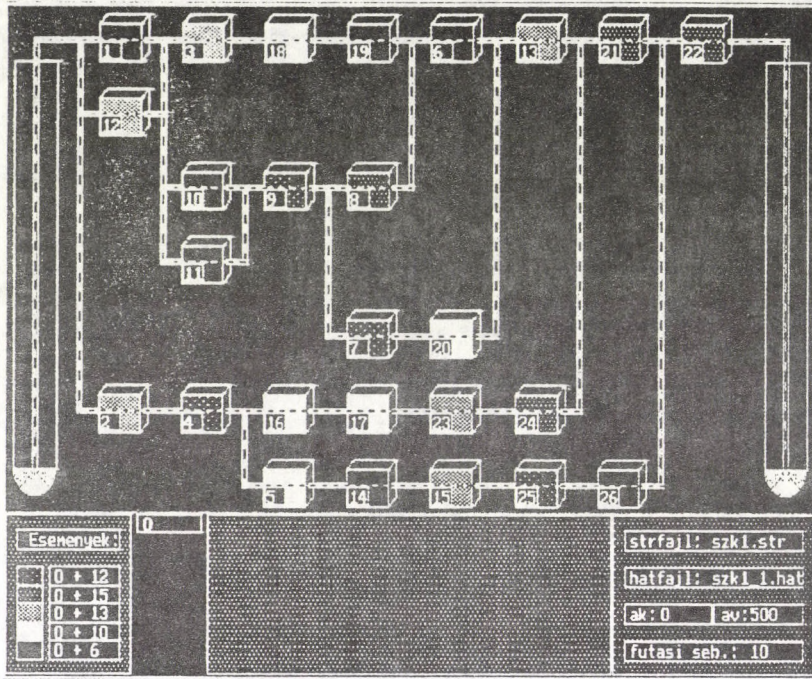 1 3 18 19 6 13 21 22
12
10 9 8
11
7 20
2 4 16 17 23 24
5 14 15 25 26
0
Esemenyek:
0 + 12
0 + 15
0 + 13
0 + 10
0 + 6
strfajl: szk1.str
hatfajl: szk1_1.hat
ak: 0 av:500
futasi seb.: 10